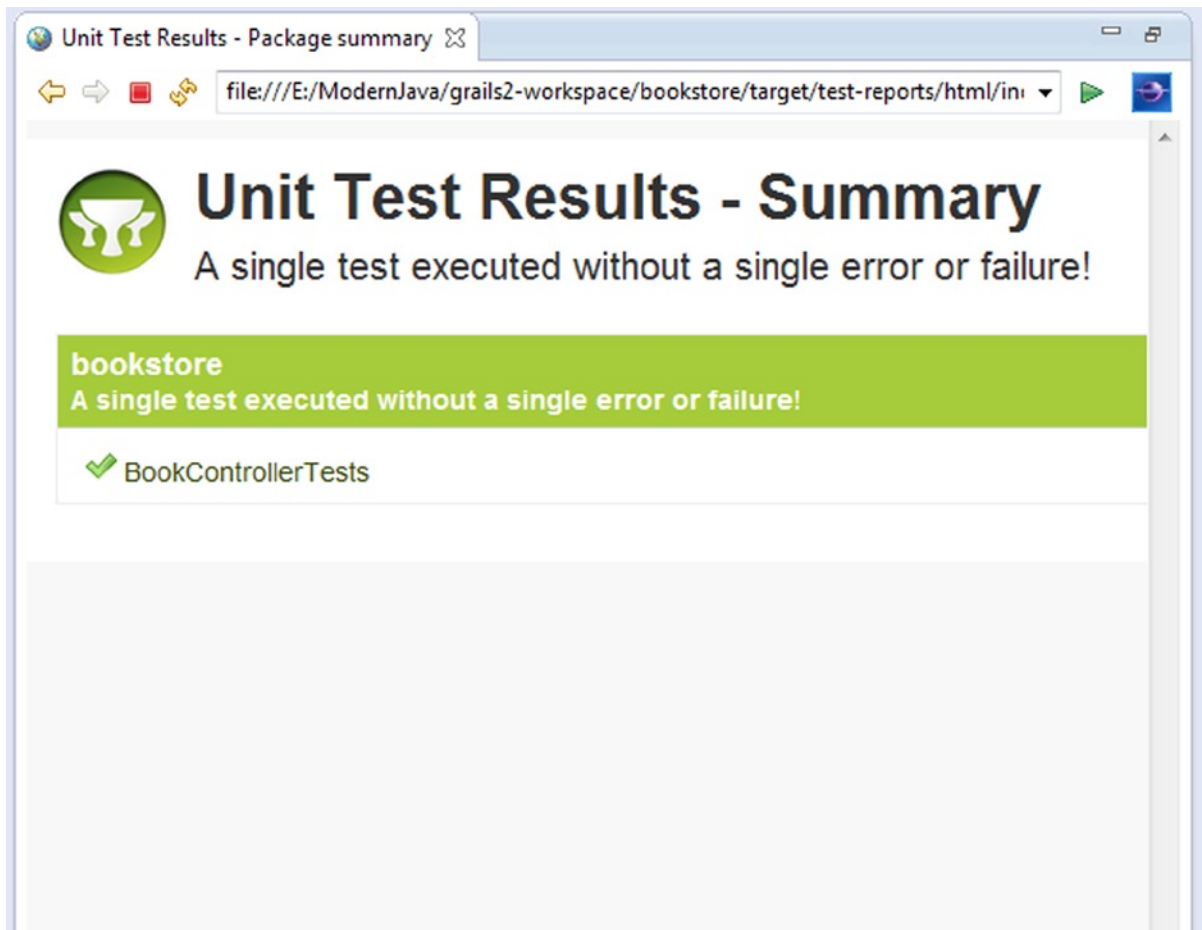 Unit Test Results - Package summary
file:///E:/ModernJava/grails2-workspace/bookstore/target/test-reports/html/in
Unit Test Results - Summary
A single test executed without a single error or failure!
bookstore
A single test executed without a single error or failure!
BookControllerTests